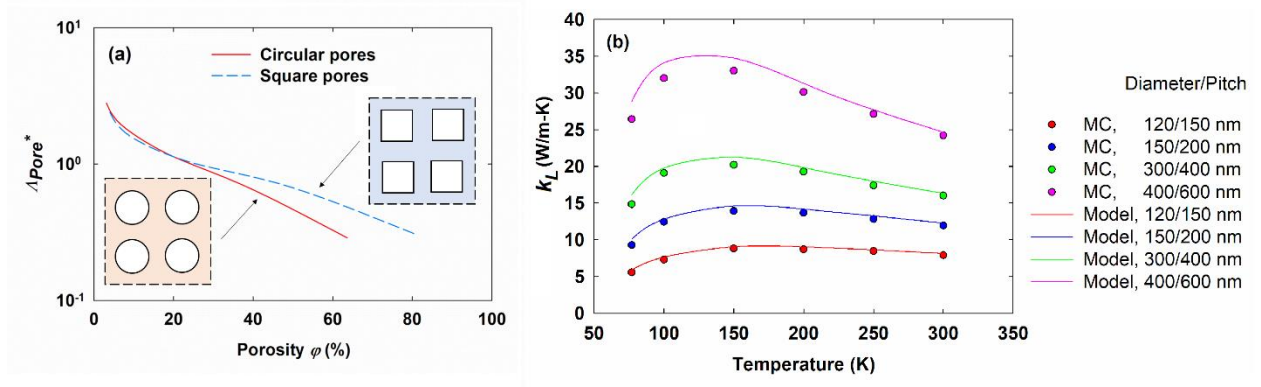 (a)
Circular pores
Square pores
10¹
10⁰
10⁻¹
ΛPore*
0 20 40 60 80 100
Porosity φ (%)
(b)
40
35
30
25
20
15
10
5
0
kL (W/m-K)
50 100 150 200 250 300 350
Temperature (K)
Diameter/Pitch
MC, 120/150 nm
MC, 150/200 nm
MC, 300/400 nm
MC, 400/600 nm
Model, 120/150 nm
Model, 150/200 nm
Model, 300/400 nm
Model, 400/600 nm